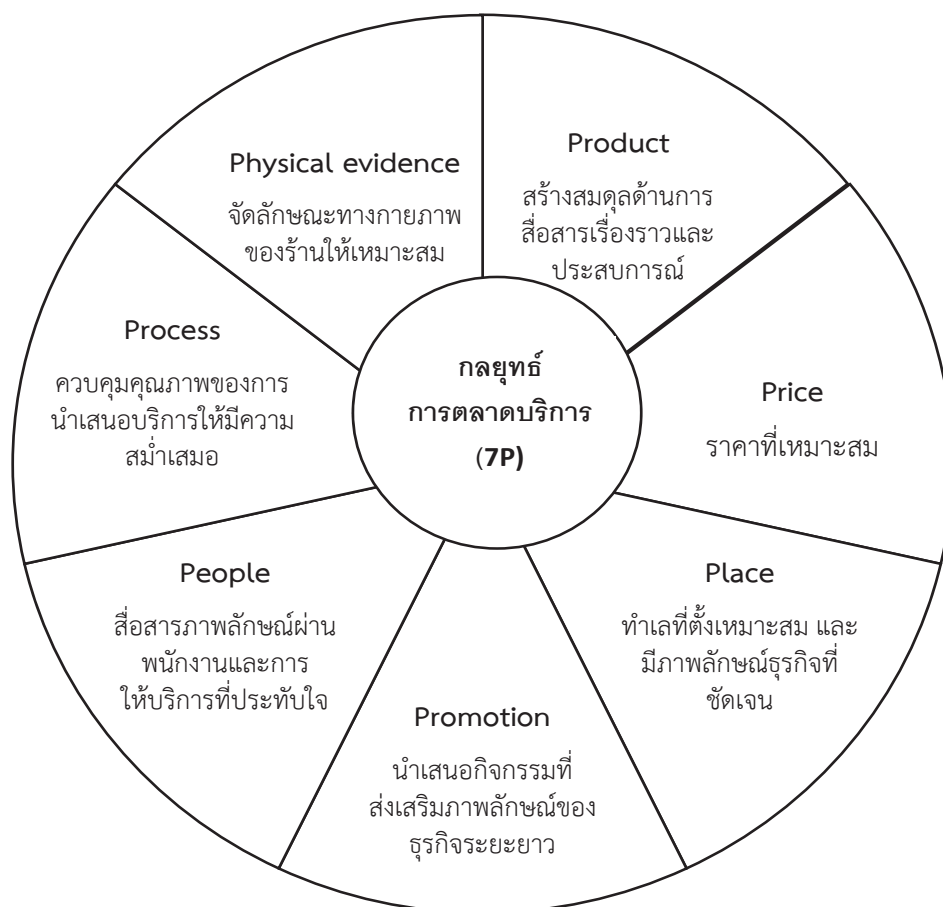 กลยุทธ์
การตลาดบริการ
(7P)
Product
สร้างสมดุลด้านการ
สื่อสารเรื่องราวและ
ประสบการณ์
Price
ราคาที่เหมาะสม
Place
ทำเลที่ตั้งเหมาะสม และ
มีภาพลักษณ์ธุรกิจที่
ชัดเจน
Promotion
นำเสนอกิจกรรมที่
ส่งเสริมภาพลักษณ์ของ
ธุรกิจระยะยาว
People
สื่อสารภาพลักษณ์ผ่าน
พนักงานและการ
ให้บริการที่ประทับใจ
Process
ควบคุมคุณภาพของการ
นำเสนอบริการให้มีความ
สม่ำเสมอ
Physical evidence
จัดลักษณะทางกายภาพ
ของร้านให้เหมาะสม